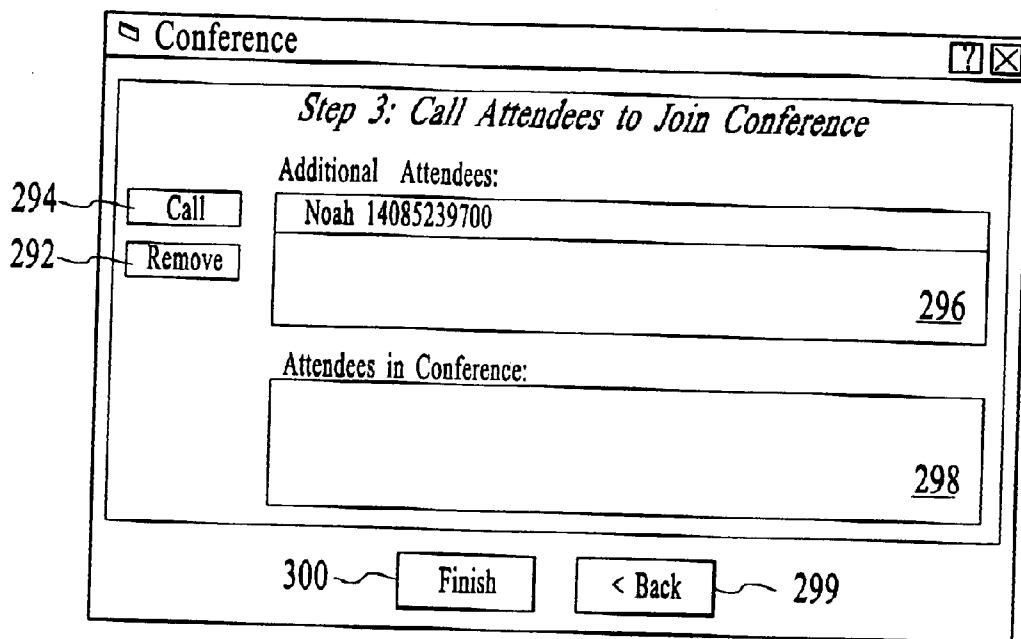 Conference
?
Step 3: Call Attendees to Join Conference
Additional Attendees:
294
Call
Noah 14085239700
292
Remove
296
Attendees in Conference:
298
300
Finish
< Back
299